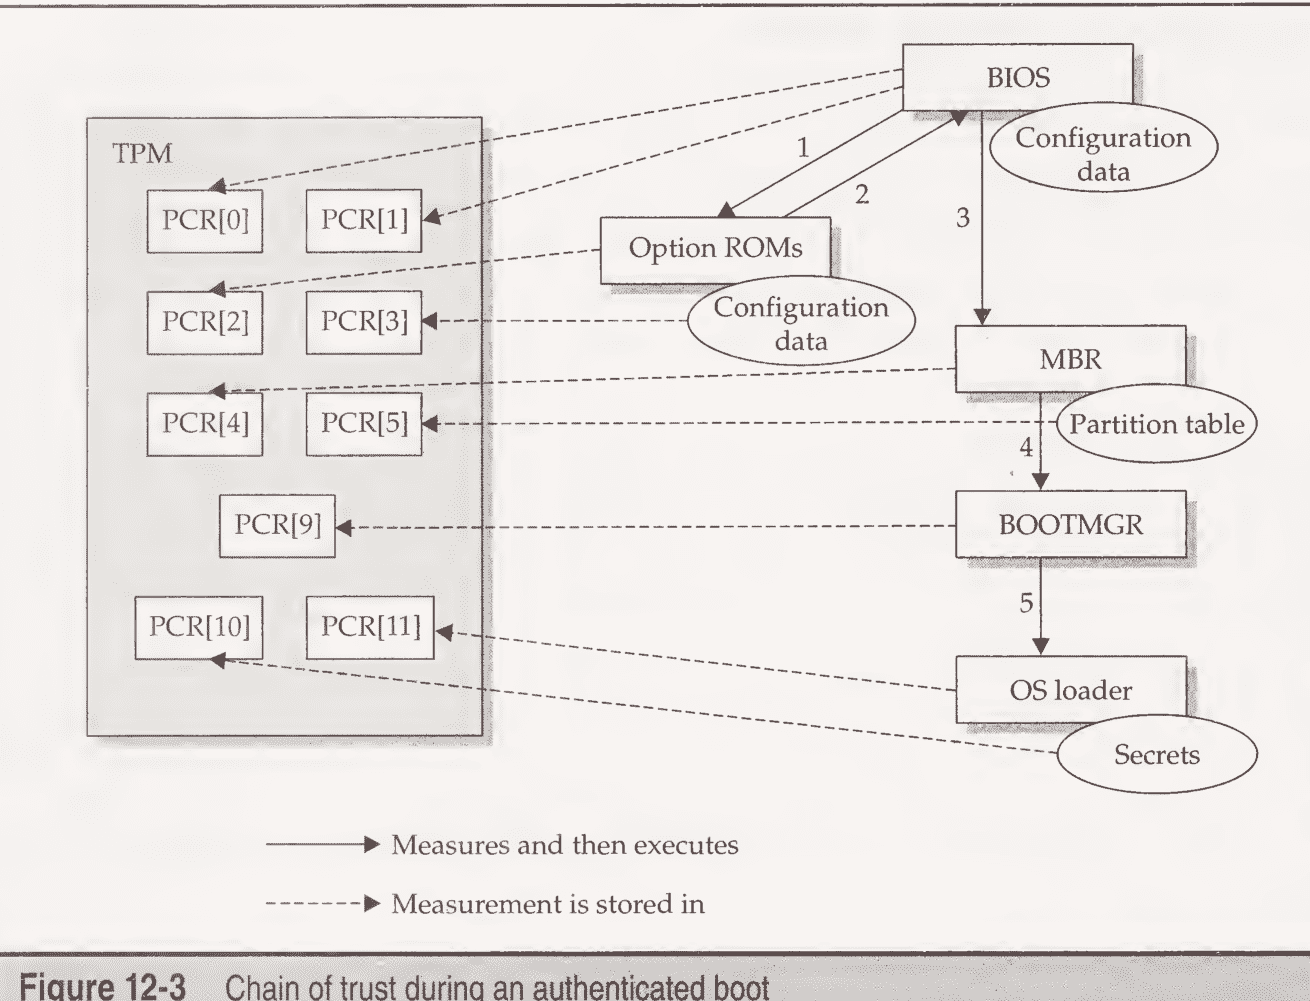 BIOS
Configuration
data
TPM
1
PCR[0]
PCR[1]
2
3
Option ROMs
Configuration
data
PCR[2]
PCR[3]
MBR
PCR[4]
PCR[5]
Partition table
4
PCR[9]
BOOTMGR
5
PCR[10]
PCR[11]
OS loader
Secrets
Measures and then executes
Measurement is stored in
Figure 12-3 Chain of trust during an authenticated boot